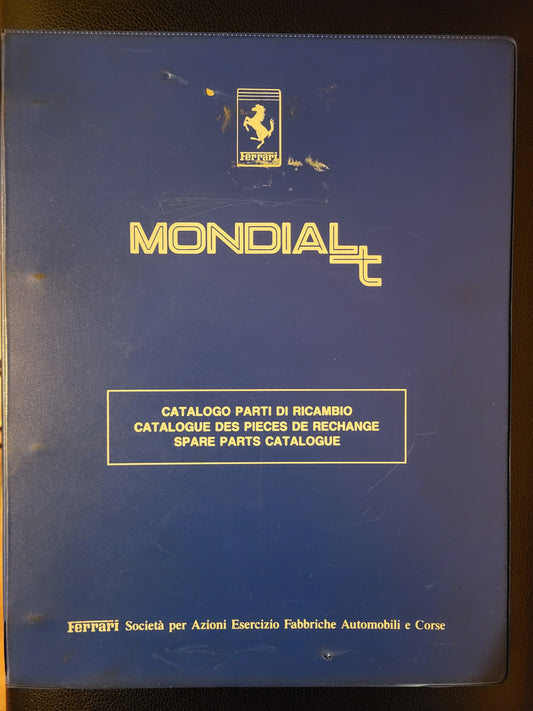 Ferrari
MONDIAL t
CATALOGO PARTI DI RICAMBIO
CATALOGUE DES PIECES DE RECHANGE
SPARE PARTS CATALOGUE
Ferrari Società per Azioni Esercizio Fabbriche Automobili e Corse